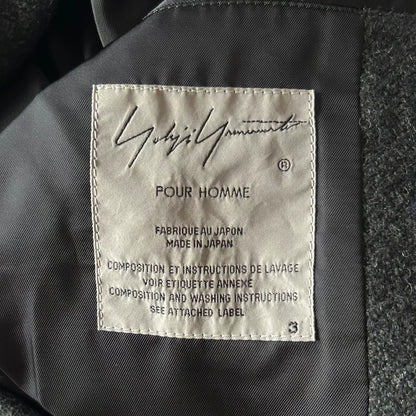 Yohji Yamamoto
®
POUR HOMME
FABRIQUE AU JAPON
MADE IN JAPAN
COMPOSITION ET INSTRUCTIONS DE LAVAGE
VOIR ETIQUETTE ANNEXE
COMPOSITION AND WASHING INSTRUCTIONS
SEE ATTACHED LABEL
3